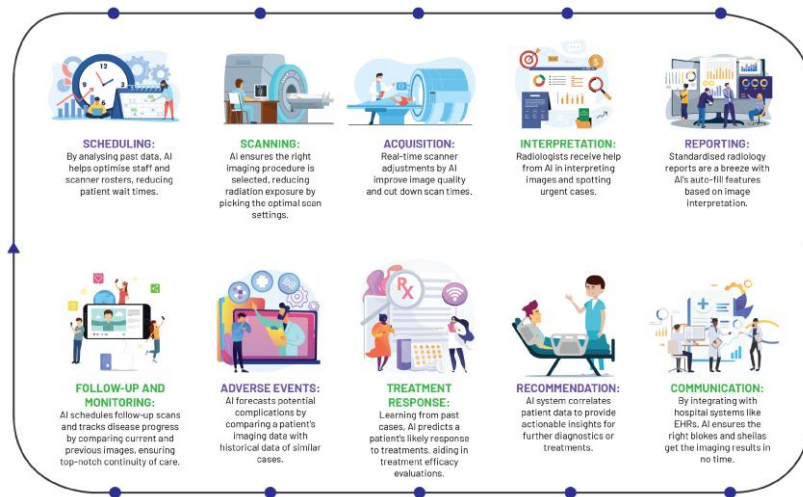 SCHEDULING:
By analysing past data, AI
helps optimise staff and
scanner rosters, reducing
patient wait times.
SCANNING:
AI ensures the right
imaging procedure is
selected, reducing
radiation exposure by
picking the optimal scan
settings.
ACQUISITION:
Real-time scanner
adjustments by AI
improve image quality
and cut down scan times.
INTERPRETATION:
Radiologists receive help
from AI in interpreting
images and spotting
urgent cases.
REPORTING:
Standardised radiology
reports are a breeze with
AI's auto-fill features
based on image
interpretation.
FOLLOW-UP AND
MONITORING:
AI schedules follow-up scans
and tracks disease progress
by comparing current and
previous images, ensuring
top-notch continuity of care.
ADVERSE EVENTS:
AI forecasts potential
complications by
comparing a patient's
imaging data with
historical data of similar
cases.
RX
TREATMENT
RESPONSE:
Learning from past
cases, AI predicts a
patient's likely response
to treatments, aiding in
treatment efficacy
evaluations.
RECOMMENDATION:
AI system correlates
patient data to provide
actionable insights for
further diagnostics or
treatments.
COMMUNICATION:
By integrating with
hospital systems like
EHRs, AI ensures the
right blokes and sheilas
get the imaging results in
no time.